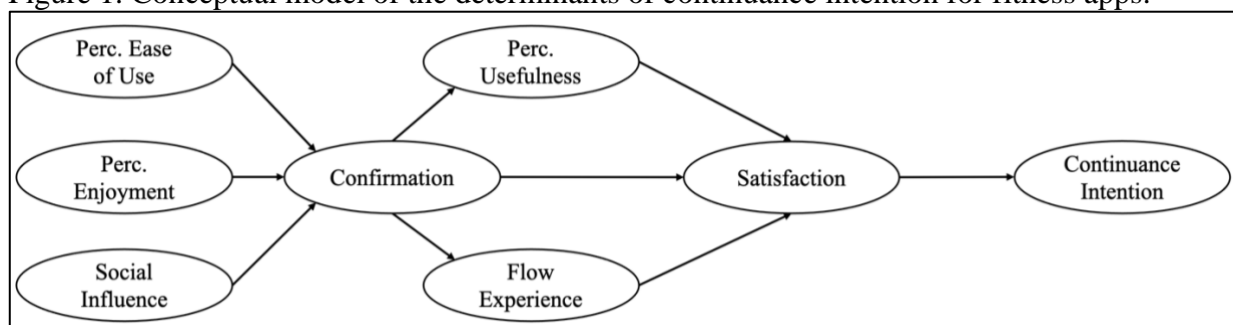 Figure 1. Conceptual model of the determinants of continuance intention for fitness apps.
Perc. Ease
of Use
Perc.
Usefulness
Perc.
Enjoyment
Confirmation
Satisfaction
Continuance
Intention
Social
Influence
Flow
Experience